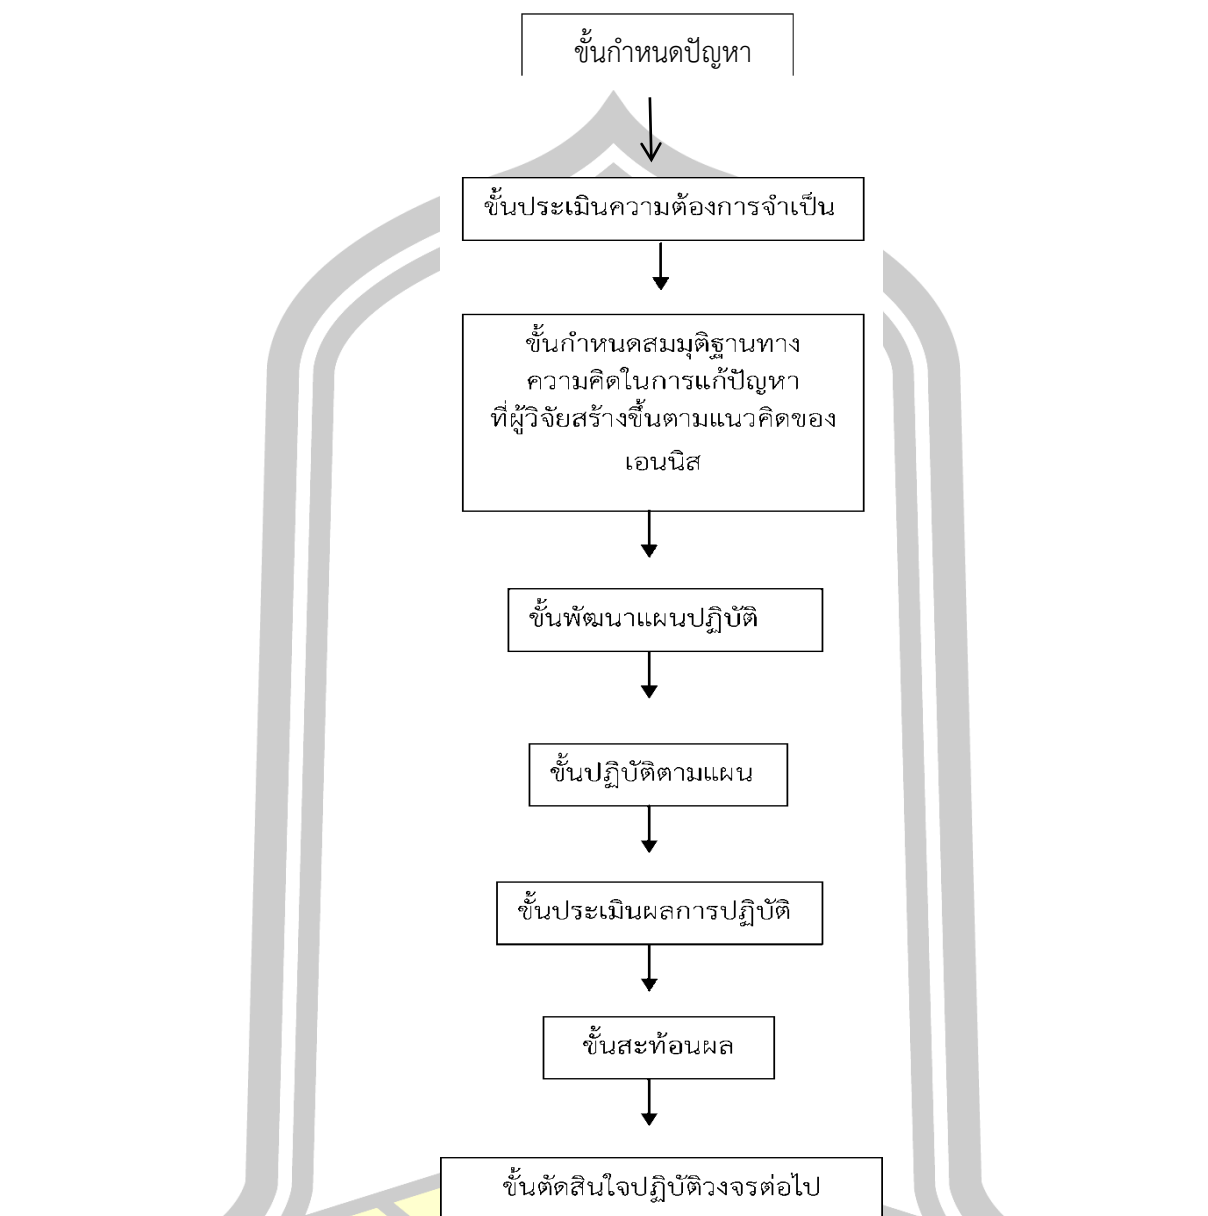 ขั้นกำหนดปัญหา
ขั้นประเมินความต้องการจำเป็น
ขั้นกำหนดสมมุติฐานทาง
ความคิดในการแก้ปัญหา
ที่ผู้วิจัยสร้างขึ้นตามแนวคิดของ
เอนนิส
ขั้นพัฒนาแผนปฏิบัติ
ขั้นปฏิบัติตามแผน
ขั้นประเมินผลการปฏิบัติ
ขั้นสะท้อนผล
ขั้นตัดสินใจปฏิบัติวงจรต่อไป